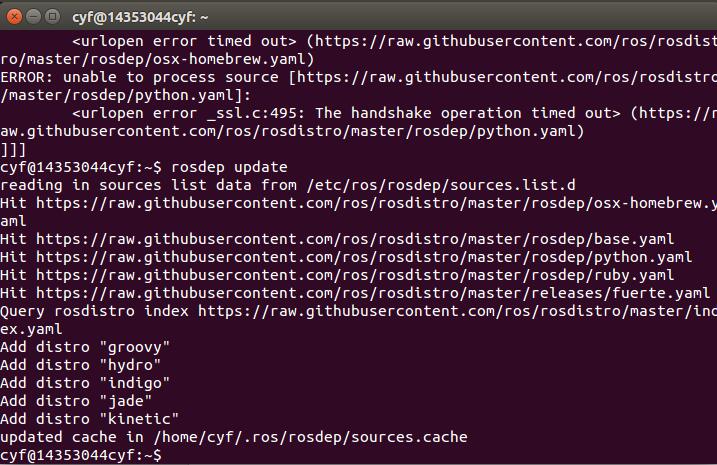 cyf@14353044cyf: ~
<urlopen error timed out> (https://raw.githubusercontent.com/ros/rosdist
ro/master/rosdep/osx-homebrew.yaml)
ERROR: unable to process source [https://raw.githubusercontent.com/ros/rosdistro
/master/rosdep/python.yaml]:
<urlopen error _ssl.c:495: The handshake operation timed out> (https://r
aw.githubusercontent.com/ros/rosdistro/master/rosdep/python.yaml)
]]]
cyf@14353044cyf:~$ rosdep update
reading in sources list data from /etc/ros/rosdep/sources.list.d
Hit https://raw.githubusercontent.com/ros/rosdistro/master/rosdep/osx-homebrew.y
aml
Hit https://raw.githubusercontent.com/ros/rosdistro/master/rosdep/base.yaml
Hit https://raw.githubusercontent.com/ros/rosdistro/master/rosdep/python.yaml
Hit https://raw.githubusercontent.com/ros/rosdistro/master/rosdep/ruby.yaml
Hit https://raw.githubusercontent.com/ros/rosdistro/master/releases/fuerte.yaml
Query rosdistro index https://raw.githubusercontent.com/ros/rosdistro/master/ind
ex.yaml
Add distro "groovy"
Add distro "hydro"
Add distro "indigo"
Add distro "jade"
Add distro "kinetic"
updated cache in /home/cyf/.ros/rosdep/sources.cache
cyf@14353044cyf:~$